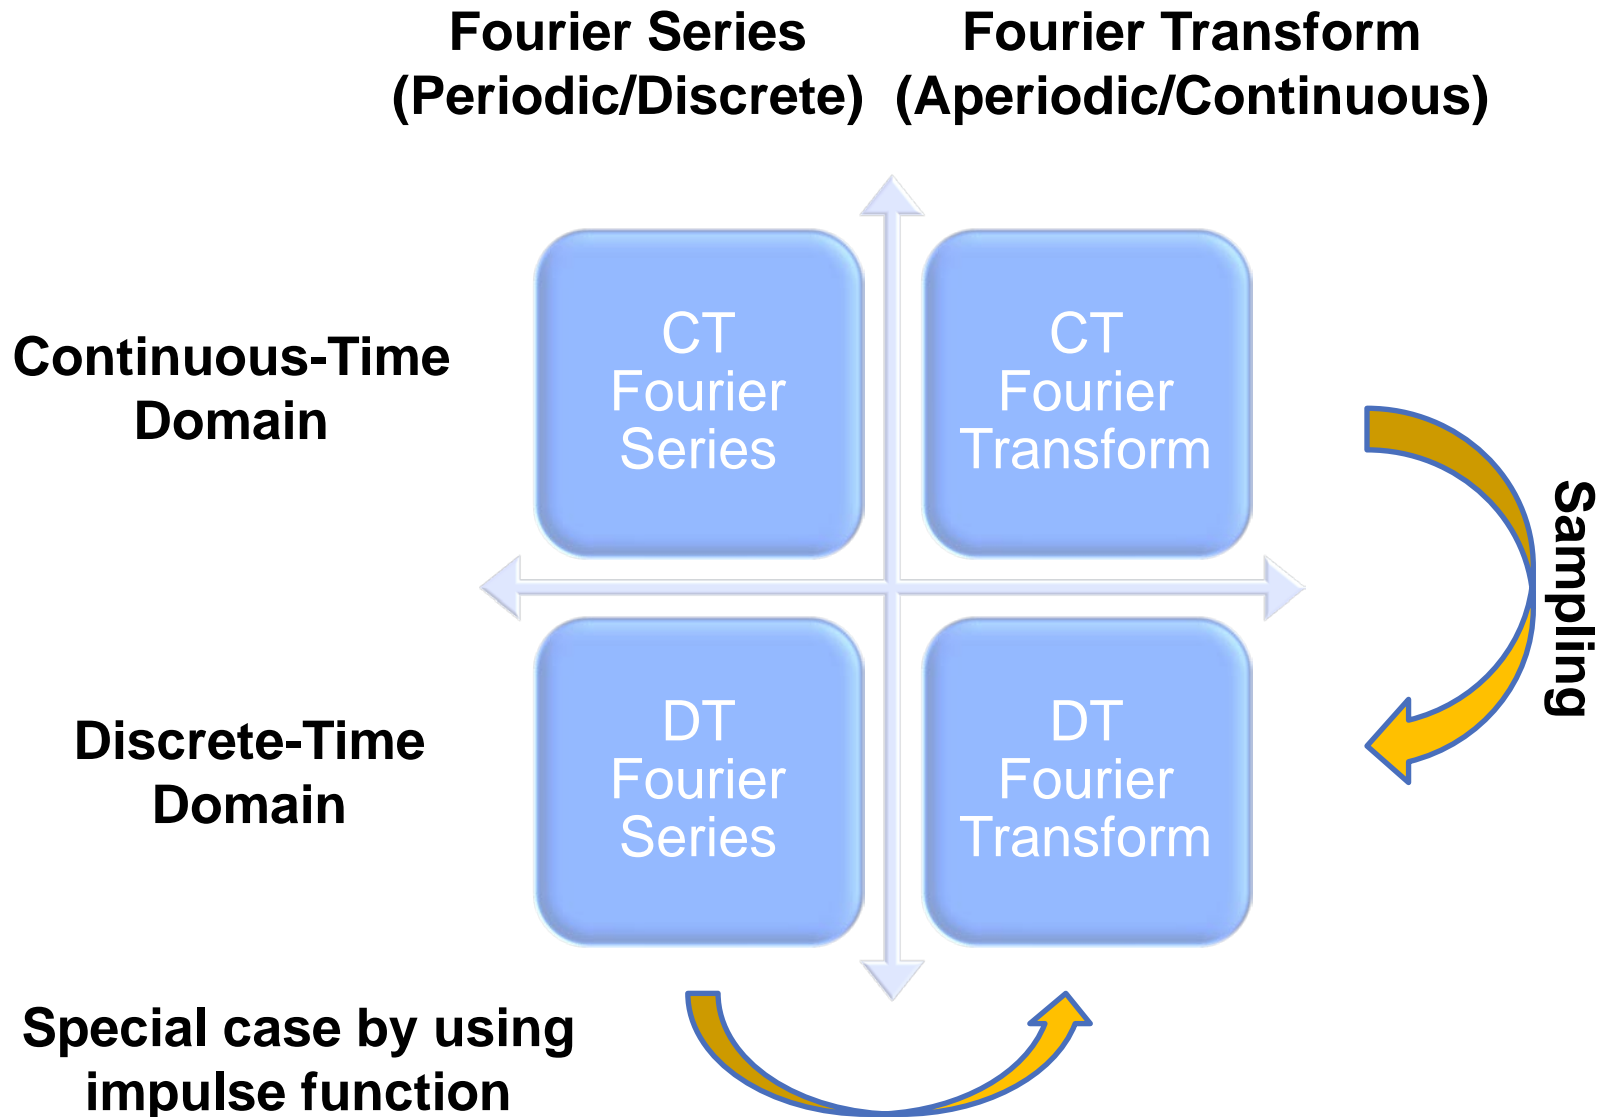 Fourier Series
(Periodic/Discrete)
Fourier Transform
(Aperiodic/Continuous)
Continuous-Time
Domain
CT
Fourier
Series
CT
Fourier
Transform
Sampling
Discrete-Time
Domain
DT
Fourier
Series
DT
Fourier
Transform
Special case by using
impulse function